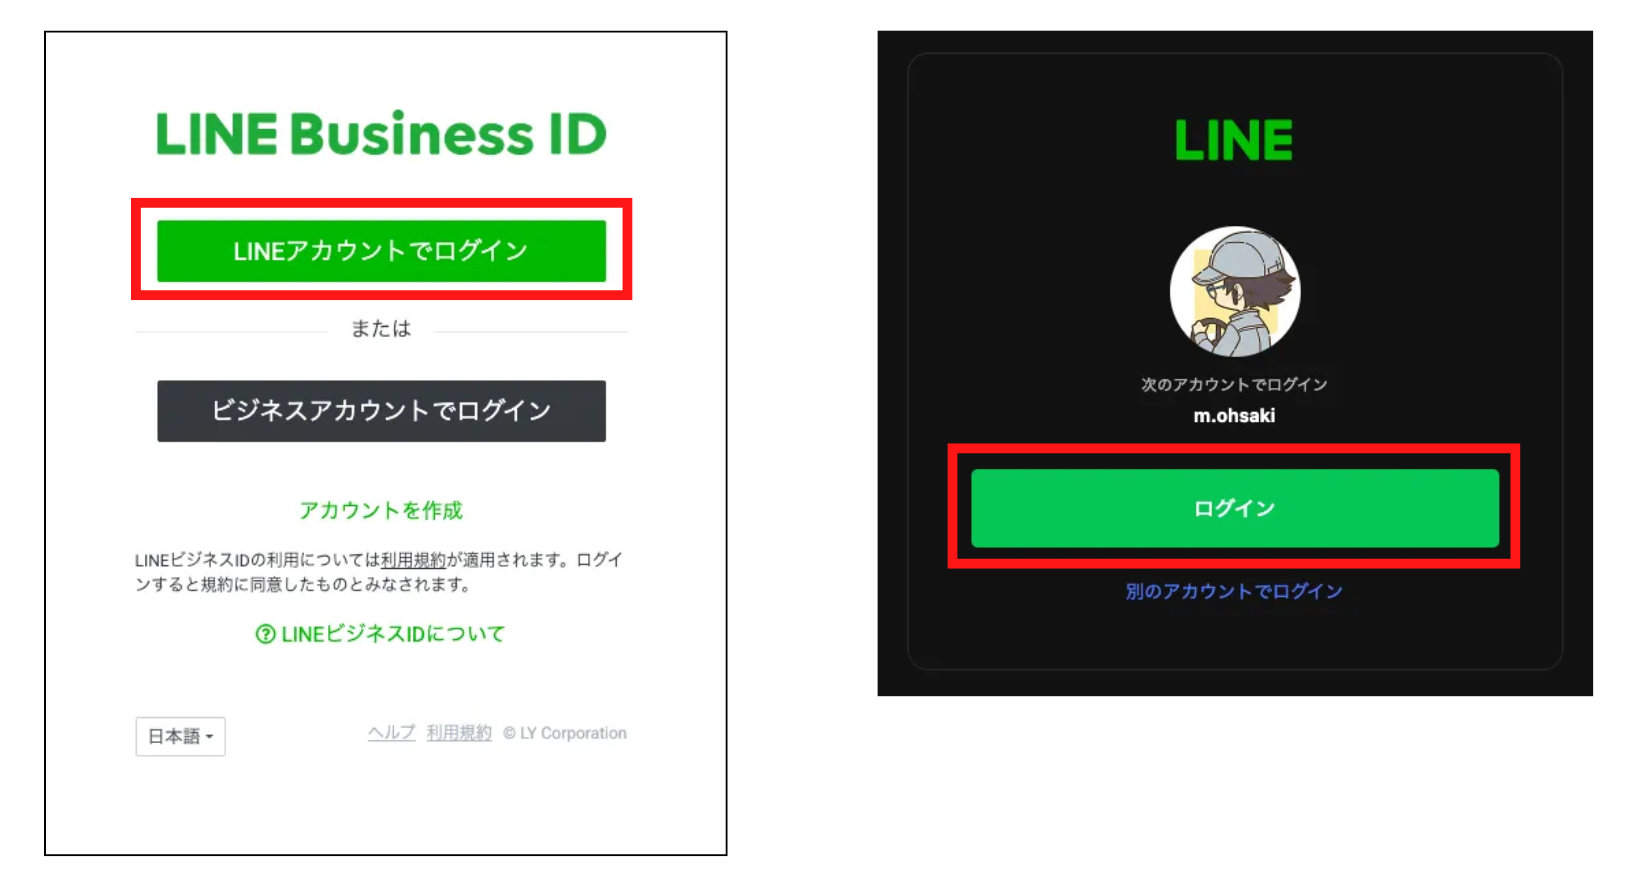 LINE Business ID
LINEアカウントでログイン
または
ビジネスアカウントでログイン
アカウントを作成
LINEビジネスIDの利用については利用規約が適用されます。ログイ
ンすると規約に同意したものとみなされます。
? LINEビジネスIDについて
日本語
ヘルプ 利用規約 © LY Corporation
LINE
次のアカウントでログイン
m.ohsaki
ログイン
別のアカウントでログイン